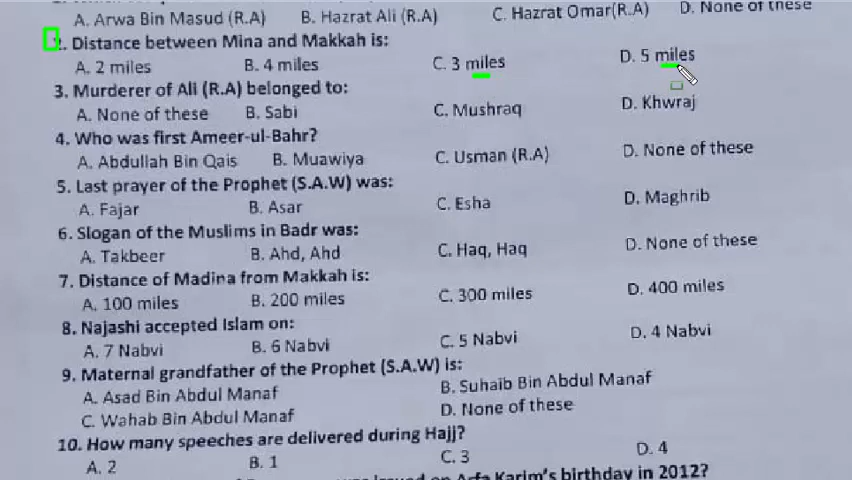 A. Arwa Bin Masud (R.A) B. Hazrat Ali (R.A) C. Hazrat Omar(R.A) D. None of these
2. Distance between Mina and Makkah is:
A. 2 miles B. 4 miles C. 3 miles D. 5 miles
3. Murderer of Ali (R.A) belonged to:
A. None of these B. Sabi C. Mushraq D. Khwraj
4. Who was first Ameer-ul-Bahr?
A. Abdullah Bin Qais B. Muawiya C. Usman (R.A) D. None of these
5. Last prayer of the Prophet (S.A.W) was:
A. Fajar B. Asar C. Esha D. Maghrib
6. Slogan of the Muslims in Badr was:
A. Takbeer B. Ahd, Ahd C. Haq, Haq D. None of these
7. Distance of Madina from Makkah is:
A. 100 miles B. 200 miles C. 300 miles D. 400 miles
8. Najashi accepted Islam on:
A. 7 Nabvi B. 6 Nabvi C. 5 Nabvi D. 4 Nabvi
9. Maternal grandfather of the Prophet (S.A.W) is:
A. Asad Bin Abdul Manaf B. Suhaib Bin Abdul Manaf
C. Wahab Bin Abdul Manaf D. None of these
10. How many speeches are delivered during Hajj?
A. 2 B. 1 C. 3 D. 4
on Arfa Karim's birthday in 2012?